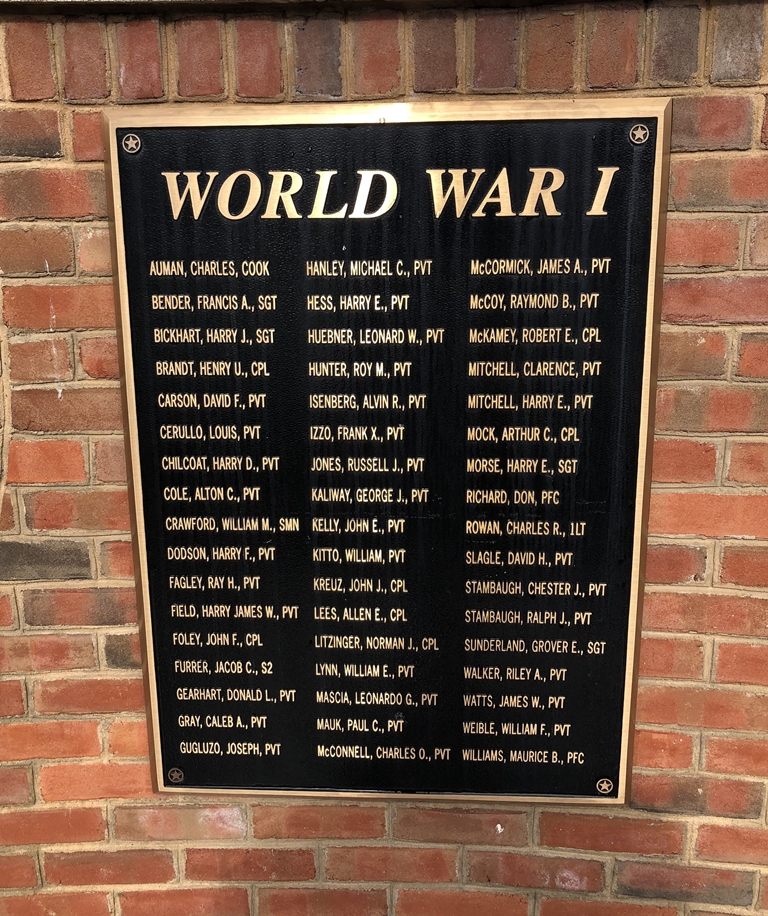 WORLD WAR I
AUMAN, CHARLES, COOK
BENDER, FRANCIS A., SGT
BICKHART, HARRY J., SGT
BRANDT, HENRY U., CPL
CARSON, DAVID F., PVT
CERULLO, LOUIS, PVT
CHILCOAT, HARRY D., PVT
COLE, ALTON C., PVT
CRAWFORD, WILLIAM M., SMN
DODSON, HARRY F., PVT
FAGLEY, RAY H., PVT
FIELD, HARRY JAMES W., PVT
FOLEY, JOHN F., CPL
FURRER, JACOB C., S2
GEARHART, DONALD L., PVT
GRAY, CALEB A., PVT
GUGLUZO, JOSEPH, PVT
HANLEY, MICHAEL C., PVT
HESS, HARRY E., PVT
HUEBNER, LEONARD W., PVT
HUNTER, ROY M., PVT
ISENBERG, ALVIN R., PVT
IZZO, FRANK X., PVT
JONES, RUSSELL J., PVT
KALIWAY, GEORGE J., PVT
KELLY, JOHN E., PVT
KITTO, WILLIAM, PVT
KREUZ, JOHN J., CPL
LEES, ALLEN E., CPL
LITZINGER, NORMAN J., CPL
LYNN, WILLIAM E., PVT
MASCIA, LEONARDO G., PVT
MAUK, PAUL C., PVT
McCONNELL, CHARLES O., PVT
McCORMICK, JAMES A., PVT
McCOY, RAYMOND B., PVT
McKAMEY, ROBERT E., CPL
MITCHELL, CLARENCE, PVT
MITCHELL, HARRY E., PVT
MOCK, ARTHUR C., CPL
MORSE, HARRY E., SGT
RICHARD, DON, PFC
ROWAN, CHARLES R., 1LT
SLAGLE, DAVID H., PVT
STAMBAUGH, CHESTER J., PVT
STAMBAUGH, RALPH J., PVT
SUNDERLAND, GROVER E., SGT
WALKER, RILEY A., PVT
WATTS, JAMES W., PVT
WEIBLE, WILLIAM F., PVT
WILLIAMS, MAURICE B., PFC